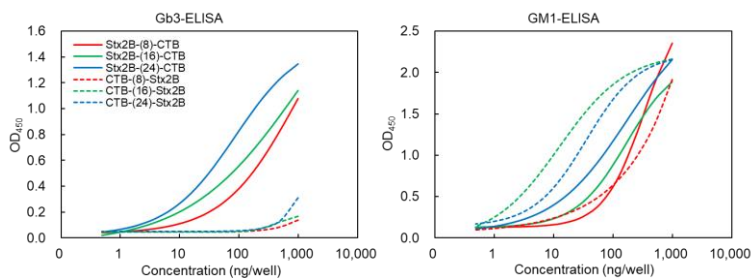 Gb3-ELISA
1.6
1.4
1.2
1.0
0.8
0.6
0.4
0.2
0.0
OD450
Stx2B-(8)-CTB
Stx2B-(16)-CTB
Stx2B-(24)-CTB
CTB-(8)-Stx2B
CTB-(16)-Stx2B
CTB-(24)-Stx2B
0 1 10 100 1,000 10,000
Concentration (ng/well)
GM1-ELISA
2.5
2.0
1.5
1.0
0.5
0.0
OD450
0 1 10 100 1,000 10,000
Concentration (ng/well)